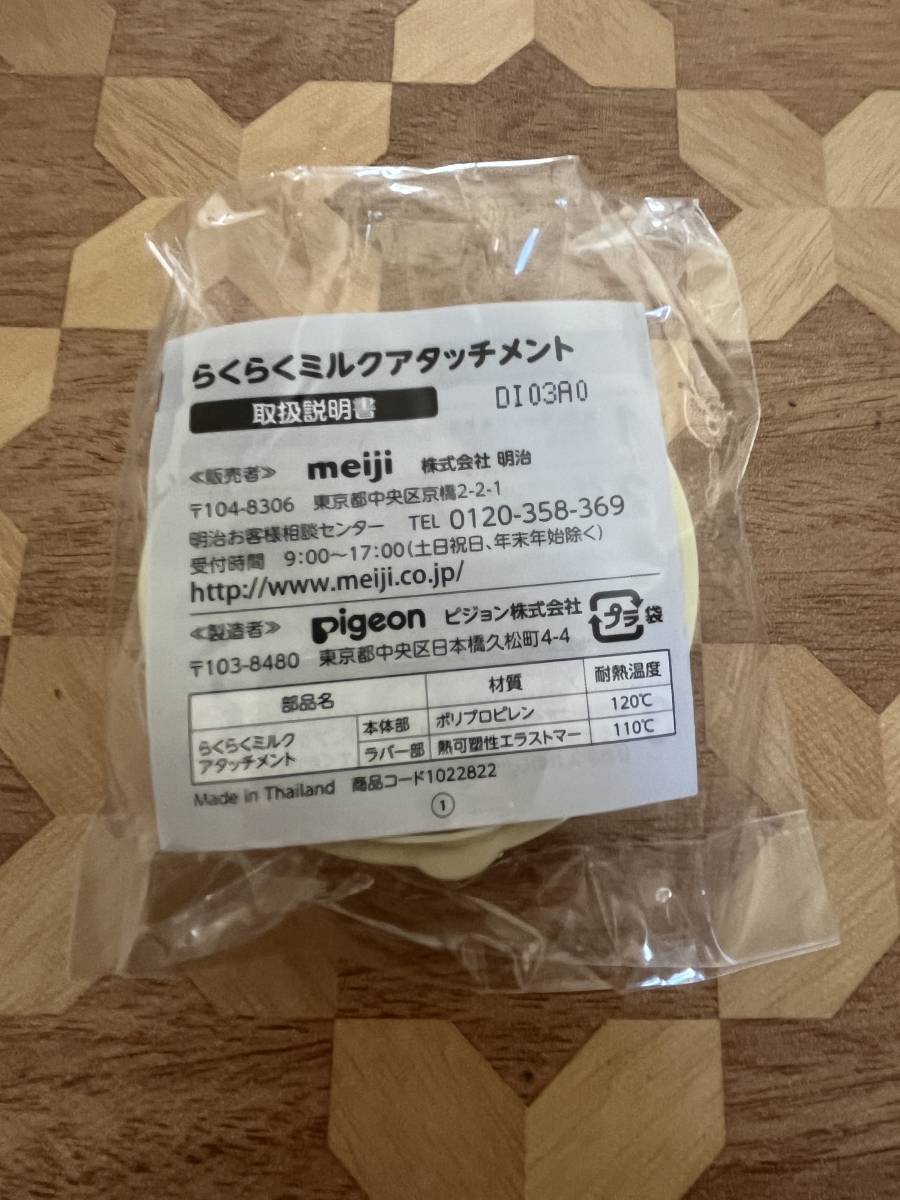 らくらくミルクアタッチメント
取扱説明書 DI03A0
≪販売者≫ meiji 株式会社 明治
〒104-8306 東京都中央区京橋2-2-1
明治お客様相談センター TEL 0120-358-369
受付時間 9:00～17:00(土日祝日、年末年始除く)
http://www.meiji.co.jp/
≪製造者≫ Pigeon ピジョン株式会社 プラ 袋
〒103-8480 東京都中央区日本橋久松町4-4
部品名 材質 耐熱温度
らくらくミルクアタッチメント 本体部 ポリプロピレン 120℃
ラバー部 熱可塑性エラストマー 110℃
Made in Thailand 商品コード1022822
①